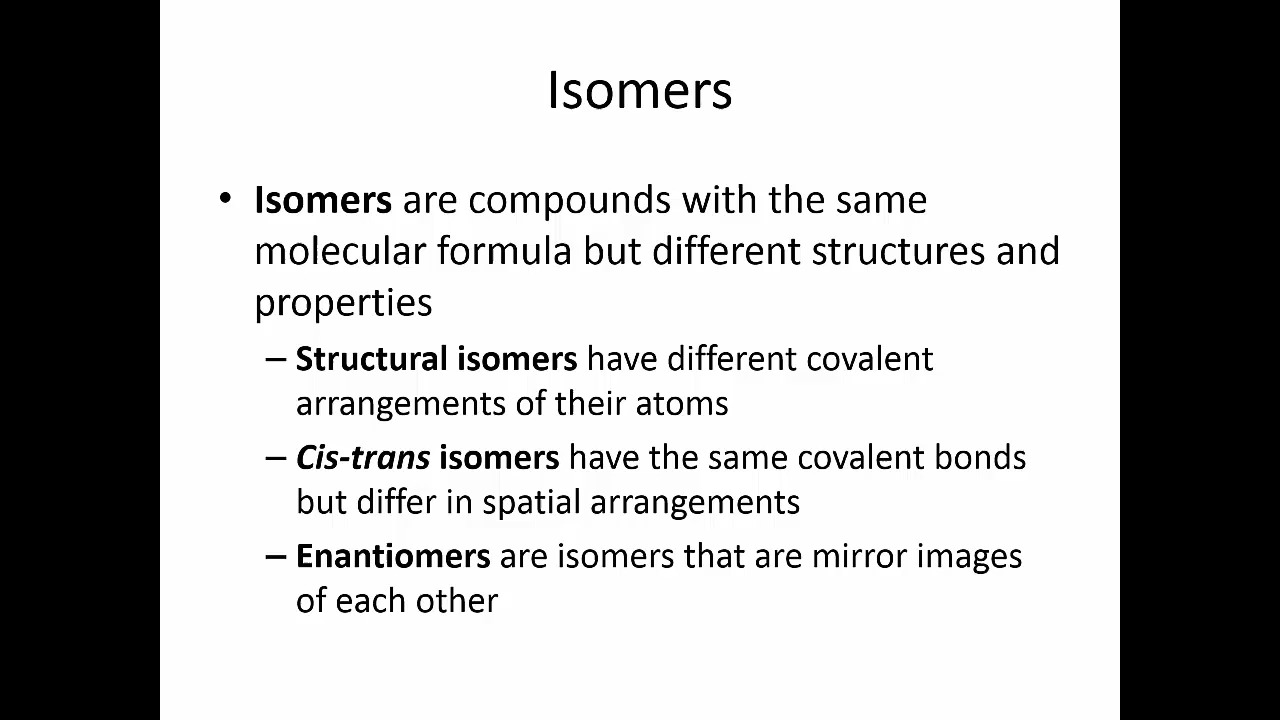 Isomers
• Isomers are compounds with the same
molecular formula but different structures and
properties
– Structural isomers have different covalent
arrangements of their atoms
– Cis-trans isomers have the same covalent bonds
but differ in spatial arrangements
– Enantiomers are isomers that are mirror images
of each other